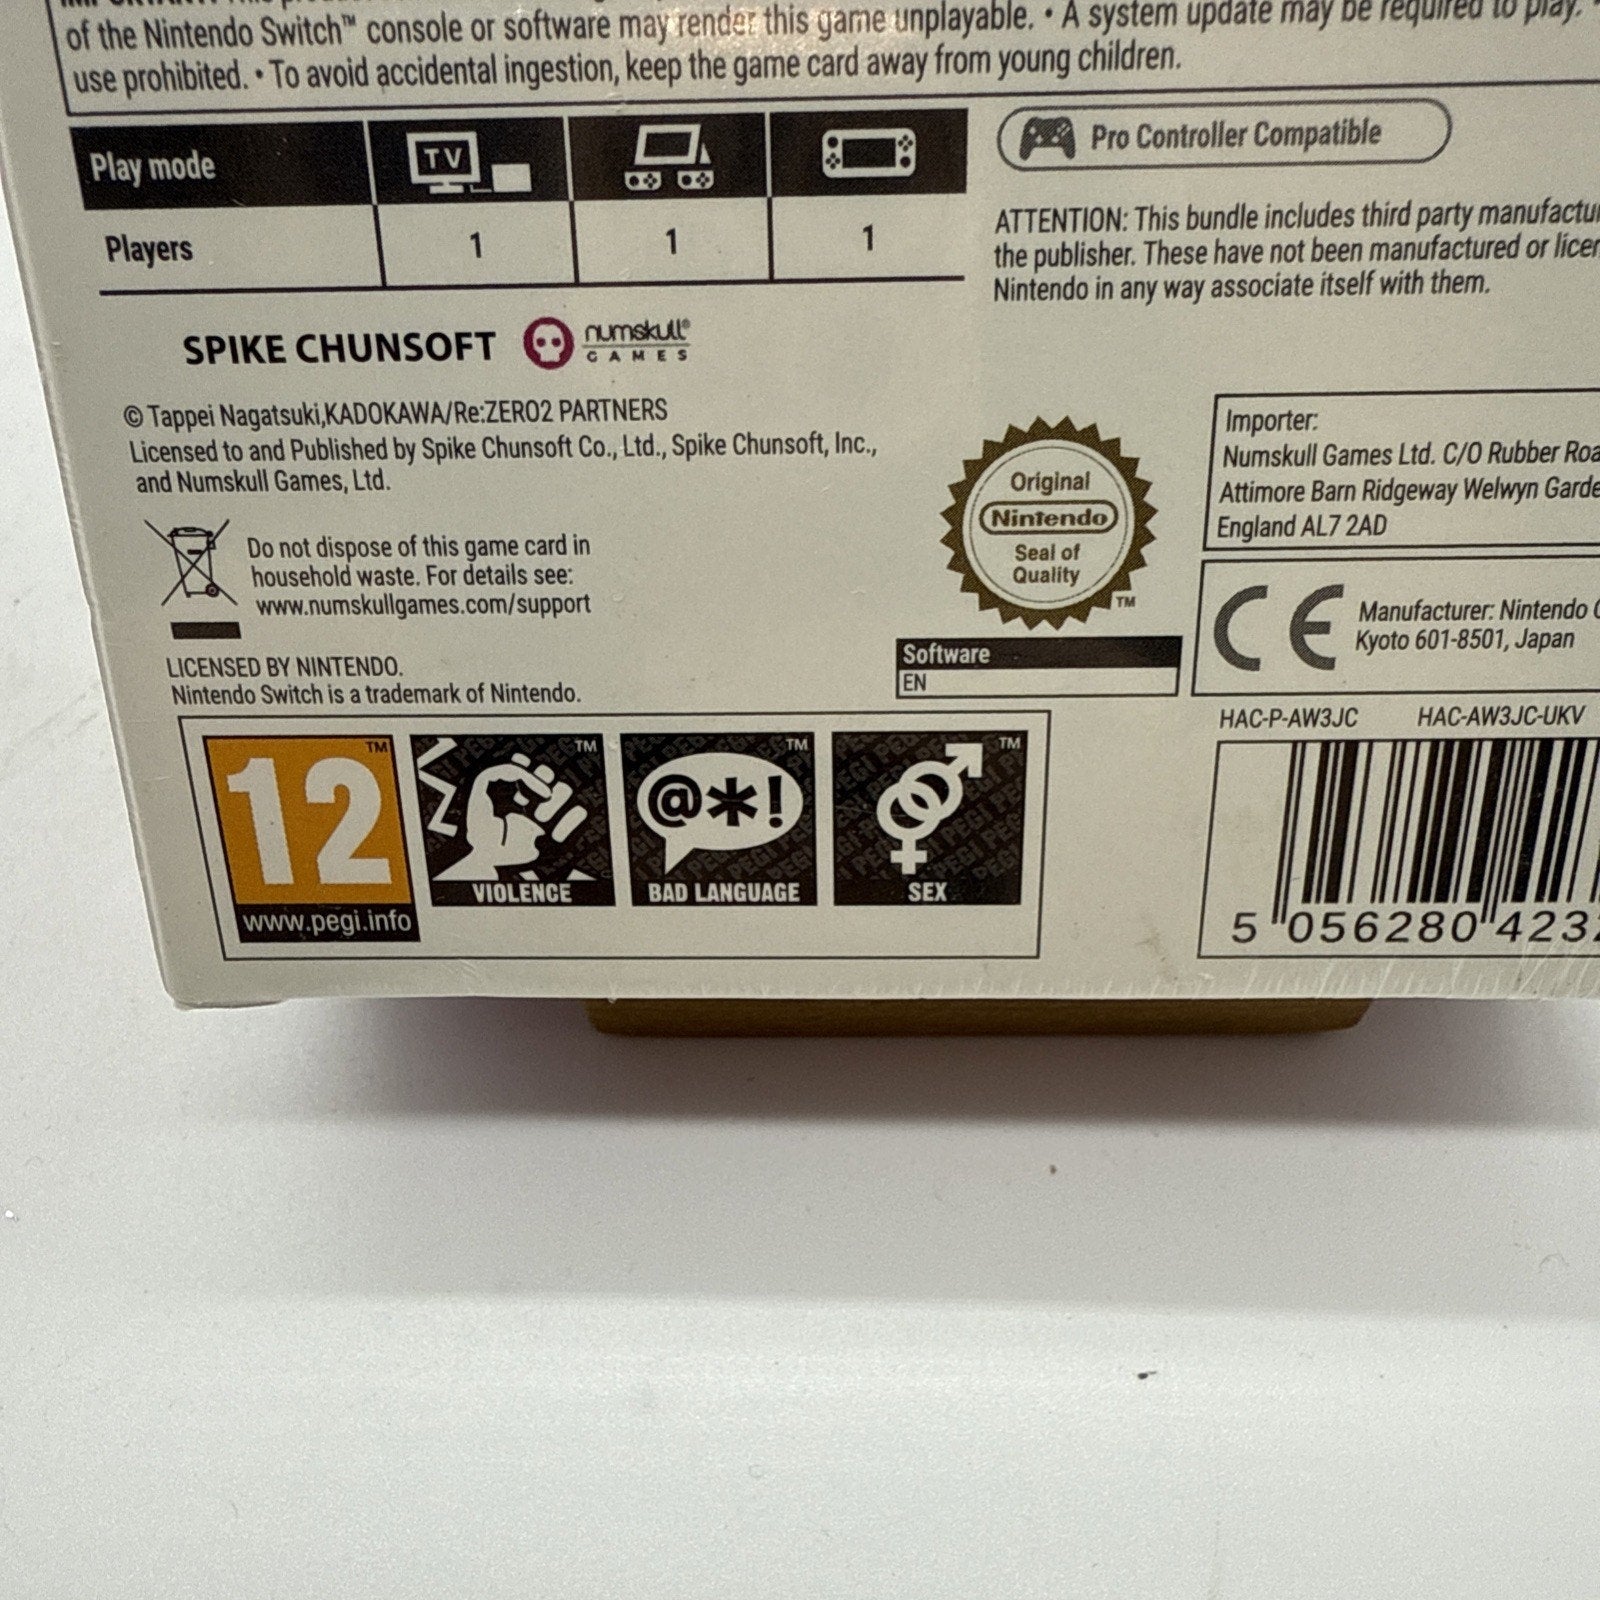 of the Nintendo Switch™ console or software may render this game unplayable. • A system update may be required to play. •
use prohibited. • To avoid accidental ingestion, keep the game card away from young children.
Play mode
TV
Players 1 1 1
Pro Controller Compatible
ATTENTION: This bundle includes third party
the publisher. These have not been manufactured or
Nintendo in any way associate itself with them.
SPIKE CHUNSOFT numskull®
GAMES
© Tappei Nagatsuki,KADOKAWA/Re:ZERO2 PARTNERS
Licensed to and Published by Spike Chunsoft Co., Ltd., Spike Chunsoft, Inc.,
and Numskull Games, Ltd.
Do not dispose of this game card in
household waste. For details see:
www.numskullgames.com/support
LICENSED BY NINTENDO.
Nintendo Switch is a trademark of Nintendo.
Original
Nintendo
Seal of
Quality
TM
Software
EN
Importer:
Numskull Games Ltd. C/O Rubber
Attimore Barn Ridgeway Welwyn
England AL7 2AD
CE
Manufacturer: Nintendo
Kyoto 601-8501, Japan
HAC-P-AW3JC HAC-AW3JC-UKV
12 TM
www.pegi.info
TM
VIOLENCE
@*! TM
BAD LANGUAGE
TM
SEX
5 056280 423